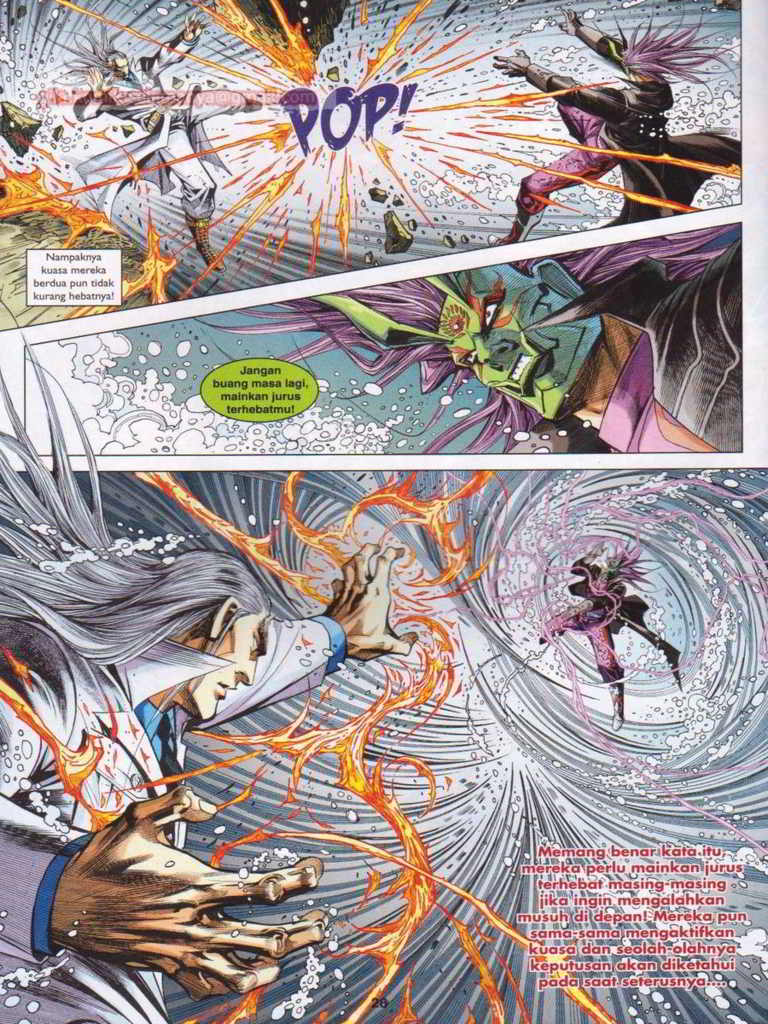 POP!
Nampaknya
kuasa mereka
berdua pun tidak
kurang hebatnya!
Jangan
buang masa lagi,
mainkan jurus
terhebatmu!
Memang benar kata itu,
mereka perlu mainkan jurus
terhebat masing-masing
jika ingin mengalahkan
musuh di depan! Mereka pun
sama-sama mengaktifkan
kuasa dan seolah-olahnya
keputusan akan diketahui
pada saat seterusnya....
26